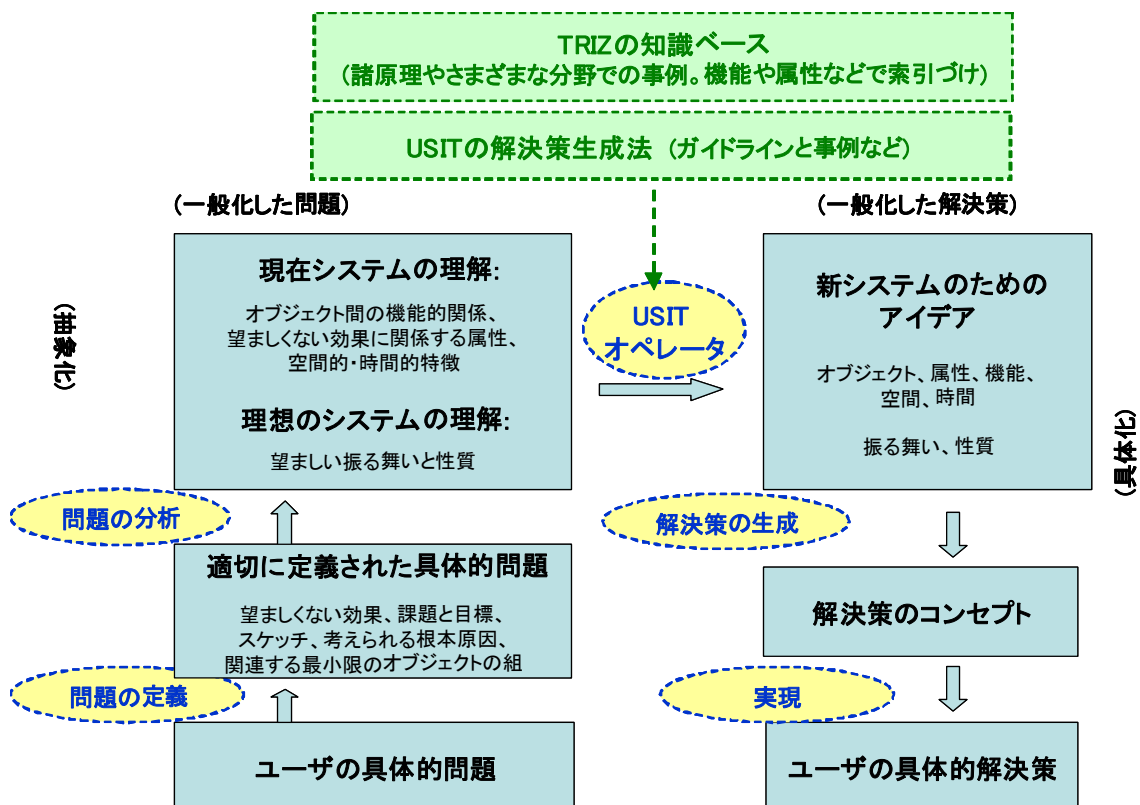 TRIZの知識ベース
(諸原理やさまざまな分野での事例。機能や属性などで索引づけ)
USITの解決策生成法 (ガイドラインと事例など)
(一般化した問題)
(一般化した解決策)
現在システムの理解:
オブジェクト間の機能的関係、
望ましくない効果に関係する属性、
空間的・時間的特徴
理想のシステムの理解:
望ましい振る舞いと性質
(抽象化)
USIT
オペレータ
新システムのための
アイデア
オブジェクト、属性、機能、
空間、時間
振る舞い、性質
(具体化)
問題の分析
解決策の生成
適切に定義された具体的問題
望ましくない効果、課題と目標、
スケッチ、考えられる根本原因、
関連する最小限のオブジェクトの組
解決策のコンセプト
問題の定義
実現
ユーザの具体的問題
ユーザの具体的解決策